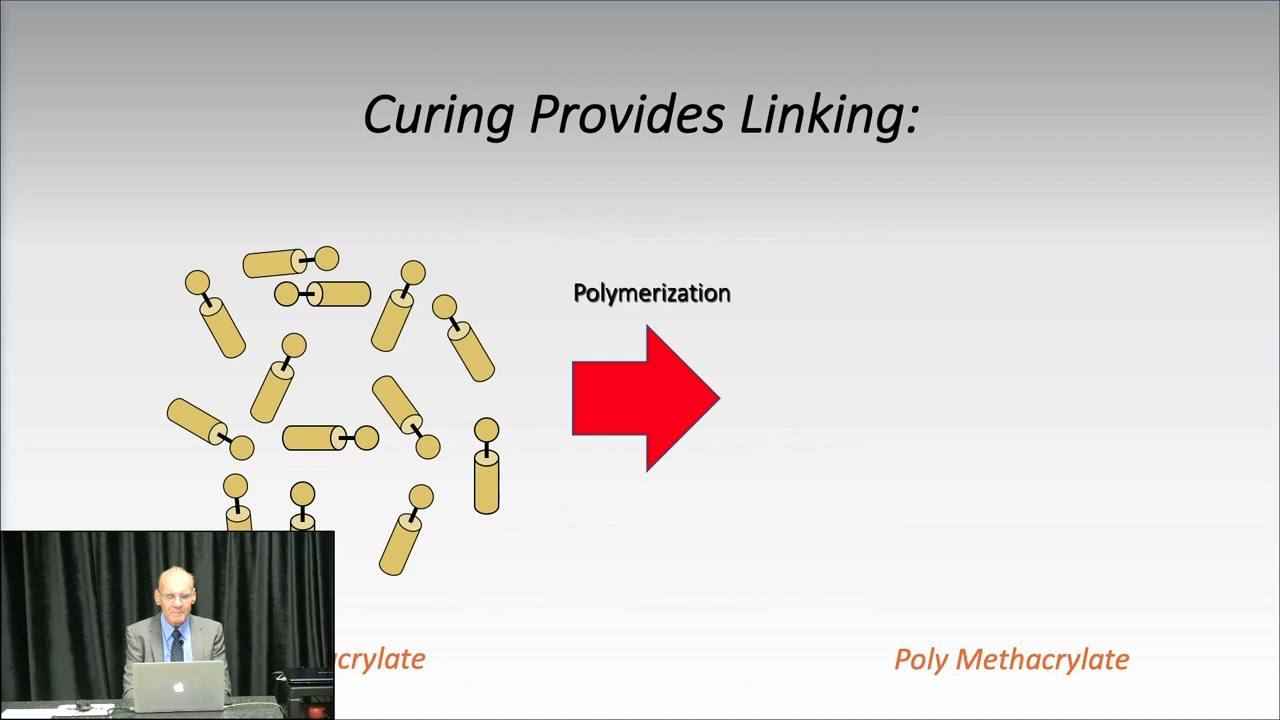 Curing Provides Linking:
Polymerization
crylate
Poly Methacrylate